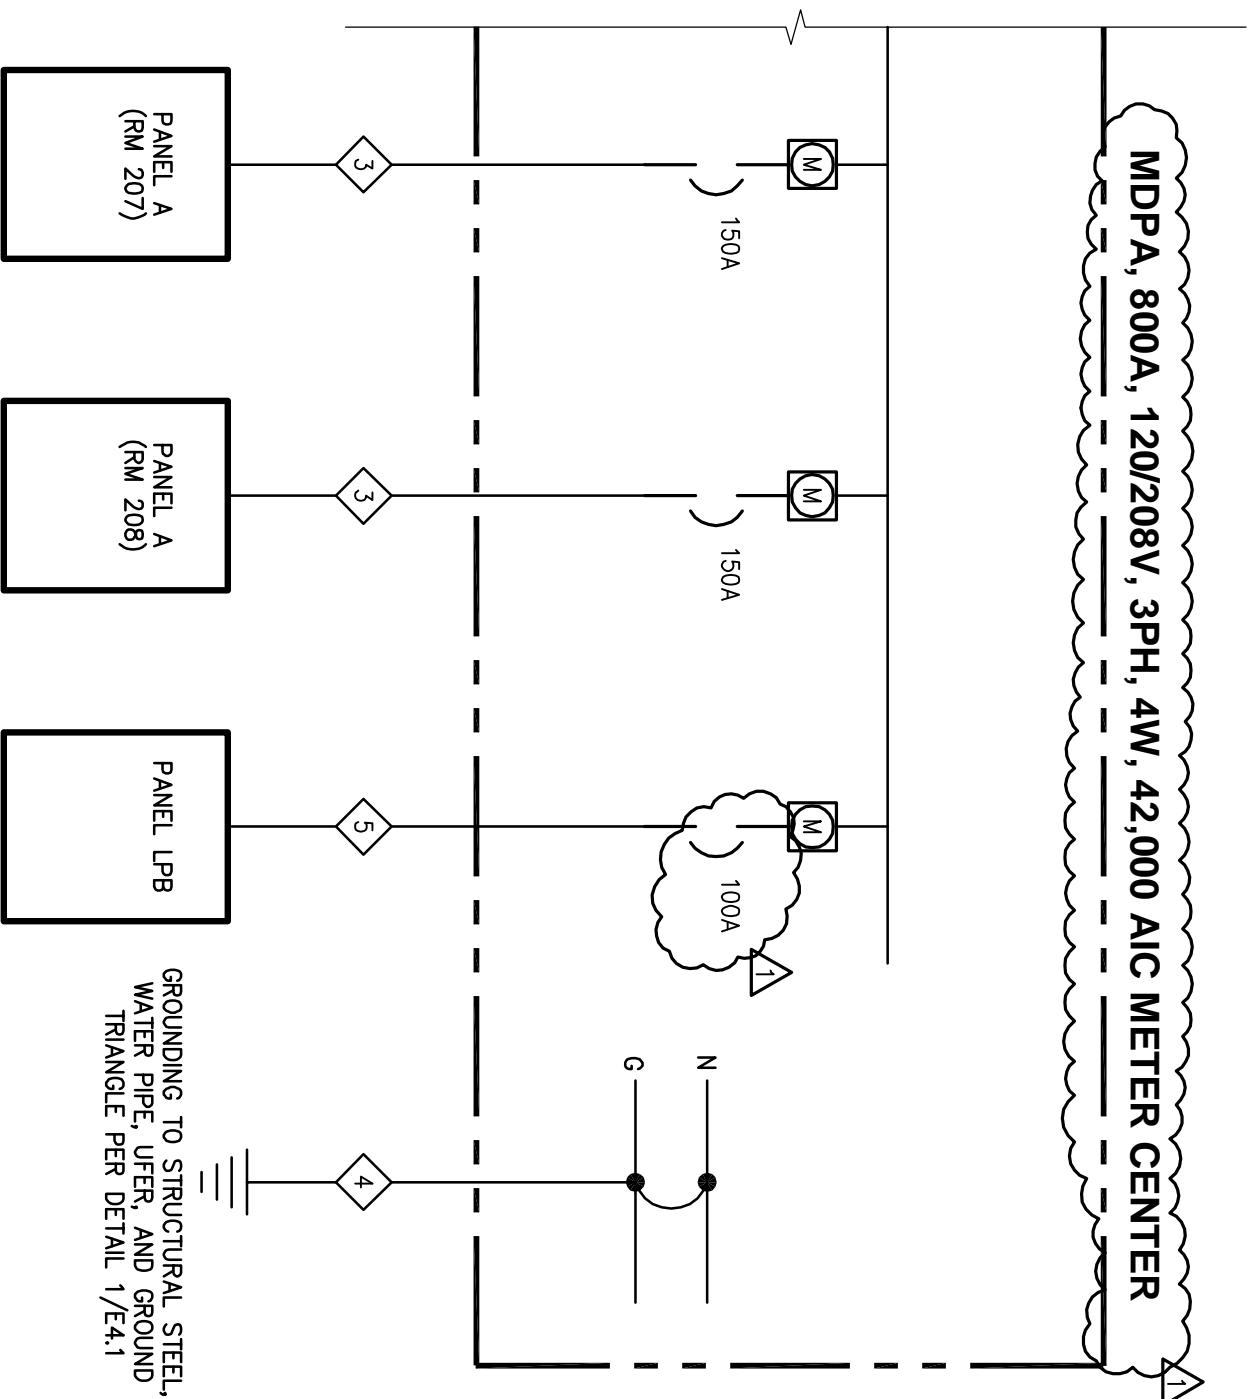 MDPA, 800A, 120/208V, 3PH, 4W, 42,000 AIC METER CENTER
1
M
M
M
150A
150A
100A
1
N
G
3
3
5
4
PANEL A
(RM 207)
PANEL A
(RM 208)
PANEL LPB
GROUNDING TO STRUCTURAL STEEL,
WATER PIPE, UFER, AND GROUND
TRIANGLE PER DETAIL 1/E4.1